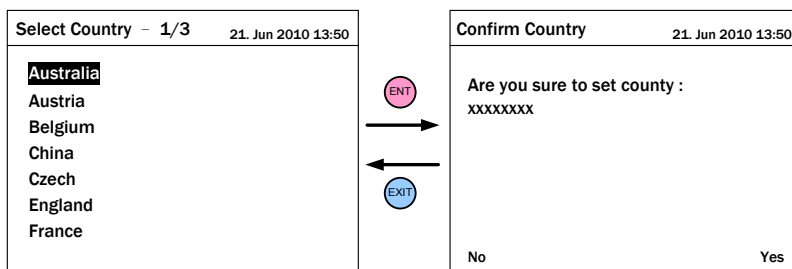 Select Country – 1/3 21. Jun 2010 13:50
Australia
Austria
Belgium
China
Czech
England
France
ENT
EXIT
Confirm Country 21. Jun 2010 13:50
Are you sure to set county :
xxxxxxxx
No Yes